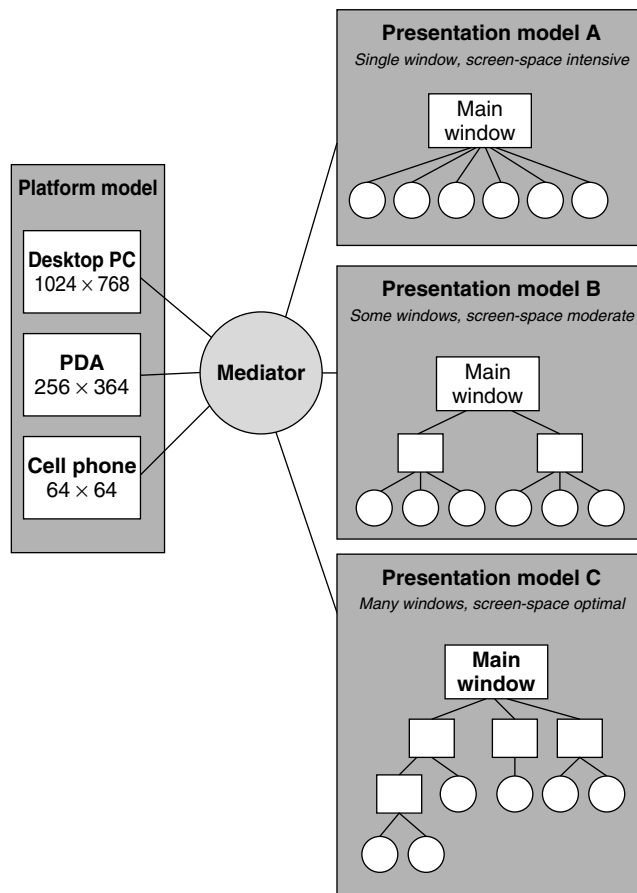 Platform model
Desktop PC
1024 × 768
PDA
256 × 364
Cell phone
64 × 64
Mediator
Presentation model A
Single window, screen-space intensive
Main
window
Presentation model B
Some windows, screen-space moderate
Main
window
Presentation model C
Many windows, screen-space optimal
Main
window